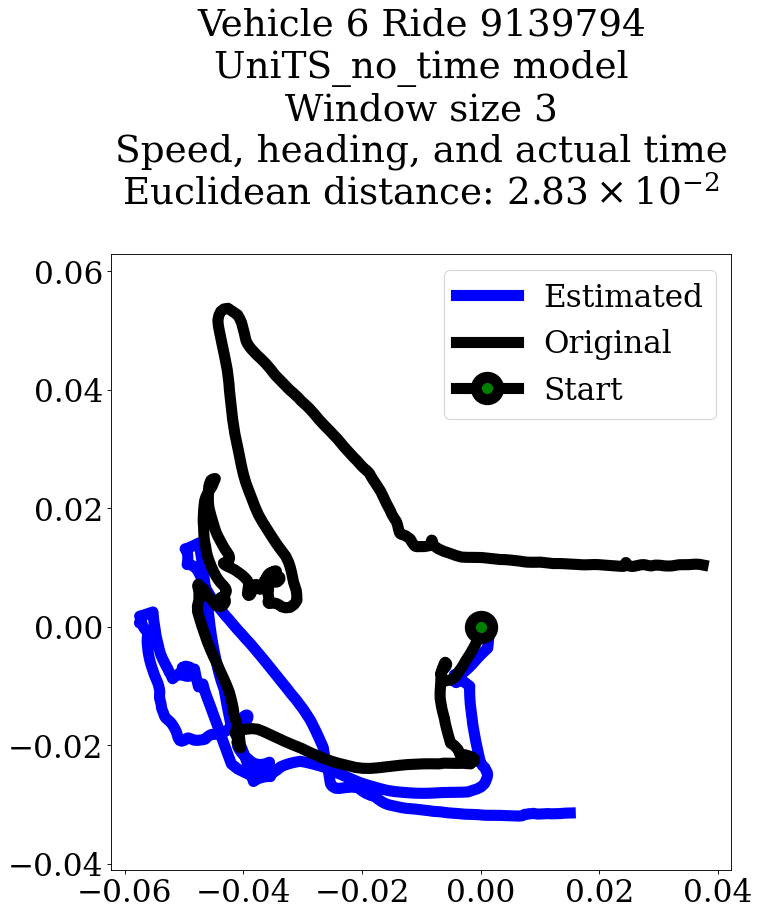 Vehicle 6 Ride 9139794
UniTS_no_time model
Window size 3
Speed, heading, and actual time
Euclidean distance: 2.83 × 10⁻²
Estimated
Original
Start
0.06
0.04
0.02
0.00
−0.02
−0.04
−0.06 −0.04 −0.02 0.00 0.02 0.04